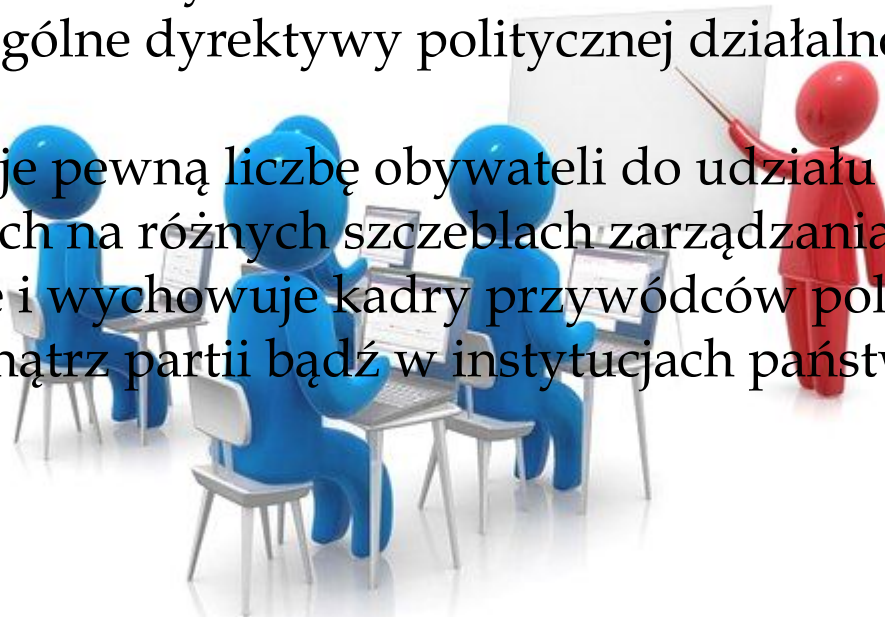 gólne dyrektywy politycznej działaln
je pewną liczbę obywateli do udziału
ch na różnych szczeblach zarządzania
i wychowuje kadry przywódców pol
nątrz partii bądź w instytucjach państ